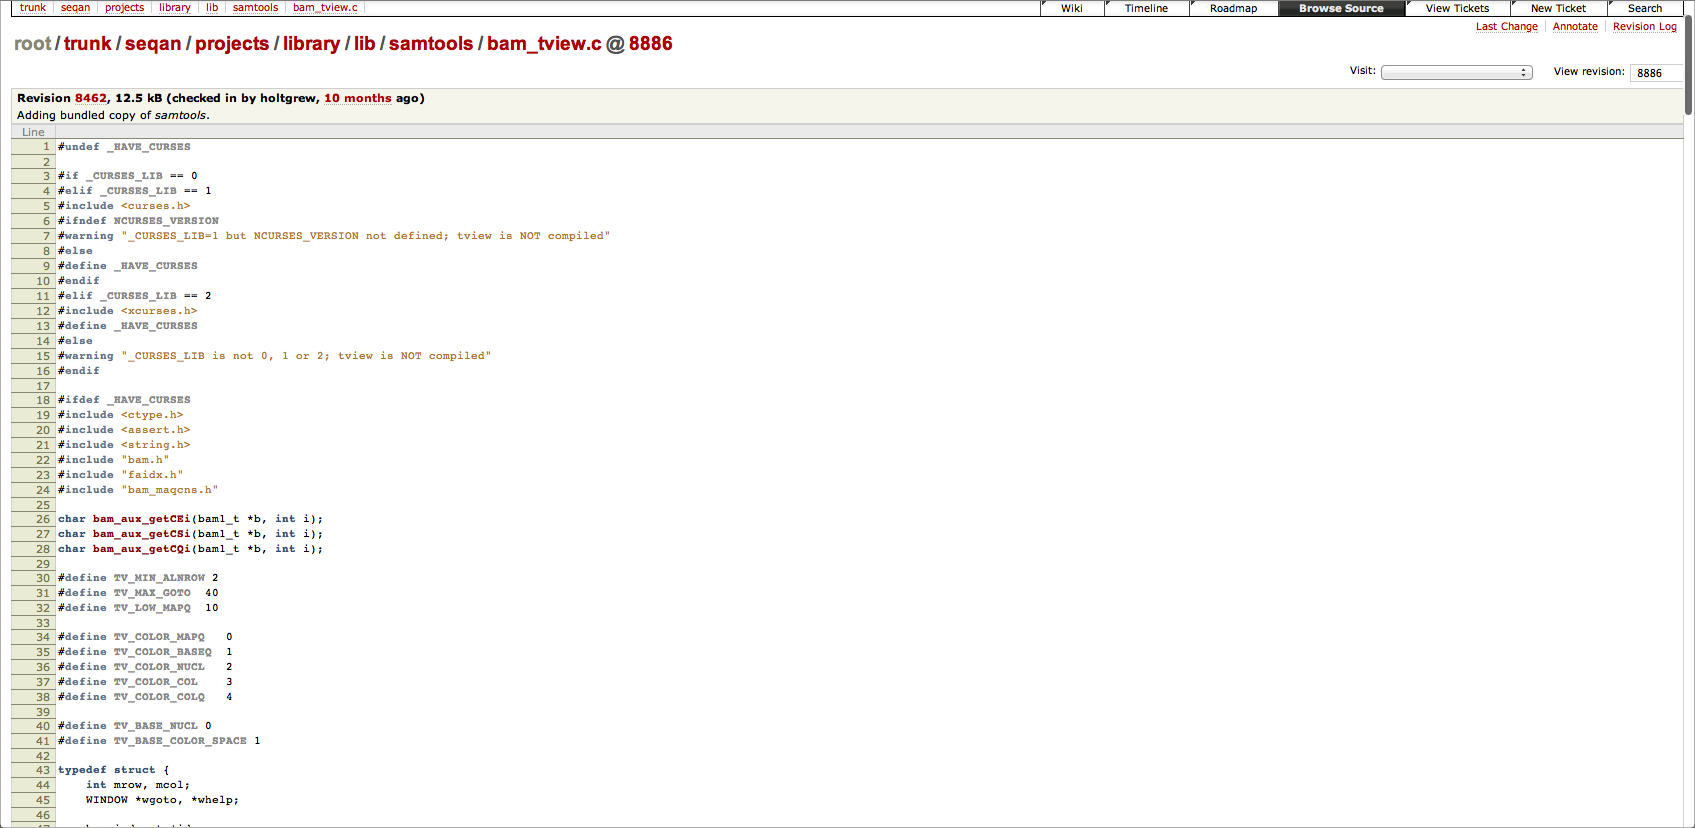 trunk seqan projects library lib samtools bam_tview.c
Wiki Timeline Roadmap Browse Source View Tickets New Ticket Search
Last Change Annotate Revision Log
root/trunk/seqan/projects/library/lib/samtools/bam_tview.c @ 8886
Visit: View revision: 8886
Revision 8462, 12.5 kB (checked in by holtgrew, 10 months ago)
Adding bundled copy of samtools.
Line
1 #undef _HAVE_CURSES
2
3 #if _CURSES_LIB == 0
4 #elif _CURSES_LIB == 1
5 #include <curses.h>
6 #ifndef NCURSES_VERSION
7 #warning "_CURSES_LIB=1 but NCURSES_VERSION not defined; tview is NOT compiled"
8 #else
9 #define _HAVE_CURSES
10 #endif
11 #elif _CURSES_LIB == 2
12 #include <xcurses.h>
13 #define _HAVE_CURSES
14 #else
15 #warning "_CURSES_LIB is not 0, 1 or 2; tview is NOT compiled"
16 #endif
17
18 #ifdef _HAVE_CURSES
19 #include <ctype.h>
20 #include <assert.h>
21 #include <string.h>
22 #include "bam.h"
23 #include "faidx.h"
24 #include "bam_maqcns.h"
25
26 char bam_aux_getCEi(bam1_t *b, int i);
27 char bam_aux_getCSi(bam1_t *b, int i);
28 char bam_aux_getCQi(bam1_t *b, int i);
29
30 #define TV_MIN_ALNROW 2
31 #define TV_MAX_GOTO  40
32 #define TV_LOW_MAPQ  10
33
34 #define TV_COLOR_MAPQ   0
35 #define TV_COLOR_BASEQ  1
36 #define TV_COLOR_NUCL   2
37 #define TV_COLOR_COL    3
38 #define TV_COLOR_COLQ   4
39
40 #define TV_BASE_NUCL 0
41 #define TV_BASE_COLOR_SPACE 1
42
43 typedef struct {
44     int mrow, mcol;
45     WINDOW *wgoto, *whelp;
46